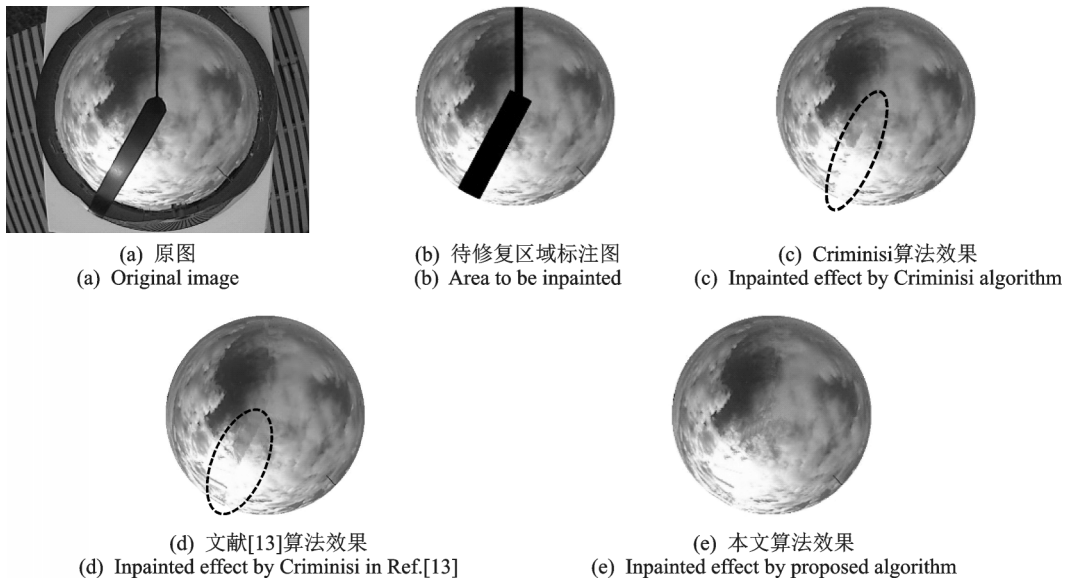 (a) 原图
(a) Original image
(b) 待修复区域标注图
(b) Area to be inpainted
(c) Criminisi算法效果
(c) Inpainted effect by Criminisi algorithm
(d) 文献[13]算法效果
(d) Inpainted effect by Criminisi in Ref.[13]
(e) 本文算法效果
(e) Inpainted effect by proposed algorithm